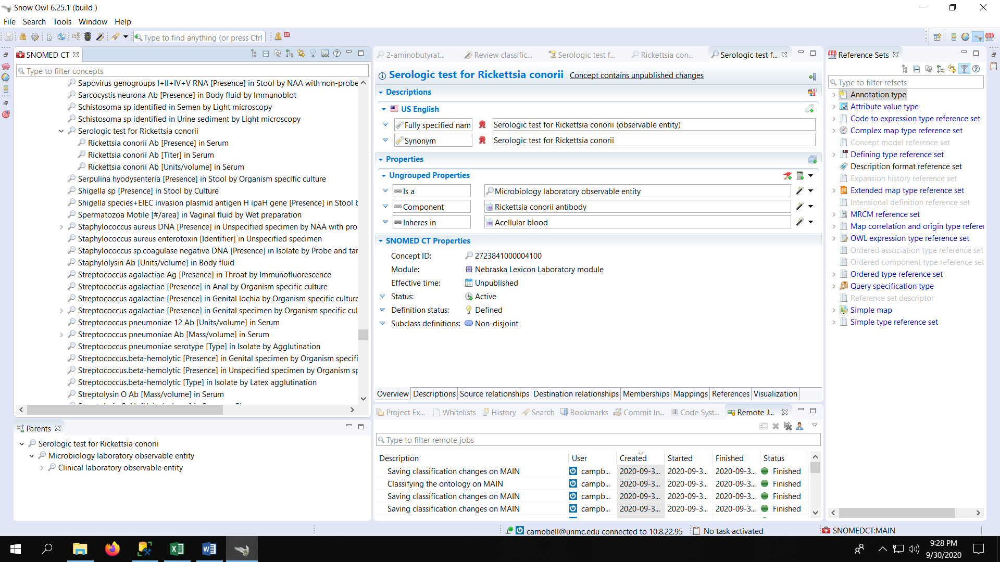 Snow Owl 6.25.1 (build )
File Search Tools Window Help
Type to find anything (or press Ctrl
14
SNOMED CT
Type to filter concepts
Sapovirus genogroups I+II+IV+V RNA [Presence] in Stool by NAA with non-probe
Sarcocystis neurona Ab [Presence] in Body fluid by Immunoblot
Schistosoma sp identified in Semen by Light microscopy
Schistosoma sp identified in Urine sediment by Light microscopy
Serologic test for Rickettsia conorii
Rickettsia conorii Ab [Presence] in Serum
Rickettsia conorii Ab [Titer] in Serum
Rickettsia conorii Ab [Units/volume] in Serum
Serpulina hyodysenteria [Presence] in Stool by Organism specific culture
Shigella sp [Presence] in Stool by Culture
Shigella species+EIEC invasion plasmid antigen H ipaH gene [Presence] in Stool b
Spermatozoa Motile [#/area] in Vaginal fluid by Wet preparation
Staphylococcus aureus DNA [Presence] in Unspecified specimen by NAA with pro
Staphylococcus aureus enterotoxin [Identifier] in Unspecified specimen
Staphylococcus sp.coagulase negative DNA [Presence] in Isolate by Probe and tar
Staphylolysin Ab [Units/volume] in Body fluid
Streptococcus agalactiae Ag [Presence] in Throat by Immunofluorescence
Streptococcus agalactiae [Presence] in Anal by Organism specific culture
Streptococcus agalactiae [Presence] in Genital lochia by Organism specific culture
Streptococcus agalactiae [Presence] in Genital specimen by Organism specific cul
Streptococcus pneumoniae 12 Ab [Units/volume] in Serum
Streptococcus pneumoniae Ab [Mass/volume] in Serum
Streptococcus pneumoniae serotype [Type] in Isolate by Agglutination
Streptococcus.beta-hemolytic [Presence] in Genital specimen by Organism specifi
Streptococcus.beta-hemolytic [Presence] in Unspecified specimen by Organism sp
Streptococcus.beta-hemolytic [Type] in Isolate by Latex agglutination
Streptolysin O Ab [Mass/volume] in Serum
Parents
Serologic test for Rickettsia conorii
Microbiology laboratory observable entity
Clinical laboratory observable entity
2-aminobutyrat... Review classific... Serologic test f... Rickettsia con... Serologic test f...
Serologic test for Rickettsia conorii Concept contains unpublished changes
Descriptions
US English
Fully specified nam Serologic test for Rickettsia conorii (observable entity)
Synonym Serologic test for Rickettsia conorii
Properties
Ungrouped Properties
Is a Microbiology laboratory observable entity
Component Rickettsia conorii antibody
Inheres in Acellular blood
SNOMED CT Properties
Concept ID: 2723841000004100
Module: Nebraska Lexicon Laboratory module
Effective time: Unpublished
Status: Active
Definition status: Defined
Subclass definitions: Non-disjoint
Overview Descriptions Source relationships Destination relationships Memberships Mappings References Visualization
Project Ex... Whitelists History Search Bookmarks Commit In... Code Syst... Remote J...
Type to filter remote jobs
Description User Created Started Finished Status
Saving classification changes on MAIN campb... 2020-09-3... 2020-09-3... 2020-09-3... Finished
Classifying the ontology on MAIN campb... 2020-09-3... 2020-09-3... 2020-09-3... Finished
Saving classification changes on MAIN campb... 2020-09-3... 2020-09-3... 2020-09-3... Finished
Saving classification changes on MAIN campb... 2020-09-3... 2020-09-3... 2020-09-3... Finished
Reference Sets
Type to filter refsets
Annotation type
Attribute value type
Code to expression type reference set
Complex map type reference set
Concept model reference set
Defining type reference set
Description format reference set
Expansion history reference set
Extended map type reference set
Intensional definition reference set
MRCM reference set
Map correlation and origin type referen
OWL expression type reference set
Ordered association type reference set
Ordered component type reference set
Ordered type reference set
Query specification type
Reference set descriptor
Simple map
Simple type reference set
campbell@unmc.edu connected to 10.8.22.95 No task activated SNOMEDCT:MAIN
9:28 PM
9/30/2020